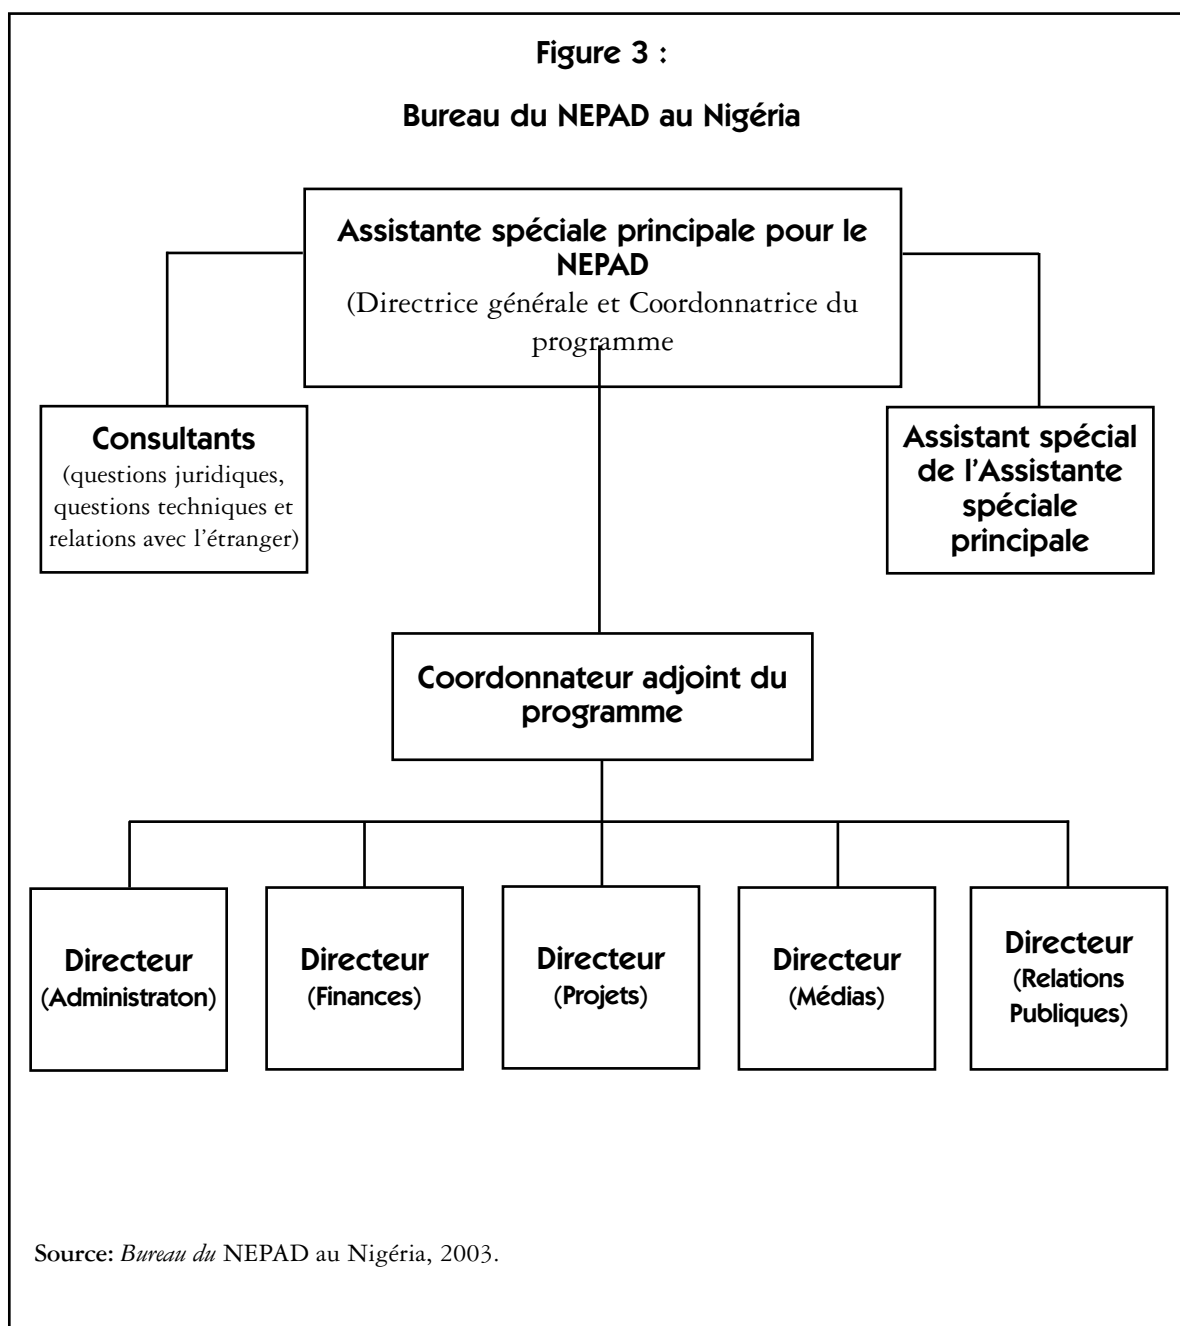 Figure 3 :
Bureau du NEPAD au Nigéria
Assistante spéciale principale pour le
NEPAD
(Directrice générale et Coordonnatrice du
programme
Consultants
(questions juridiques,
questions techniques et
relations avec l'étranger)
Assistant spécial
de l'Assistante
spéciale
principale
Coordonnateur adjoint du
programme
Directeur
(Administraton)
Directeur
(Finances)
Directeur
(Projets)
Directeur
(Médias)
Directeur
(Relations
Publiques)
Source: Bureau du NEPAD au Nigéria, 2003.